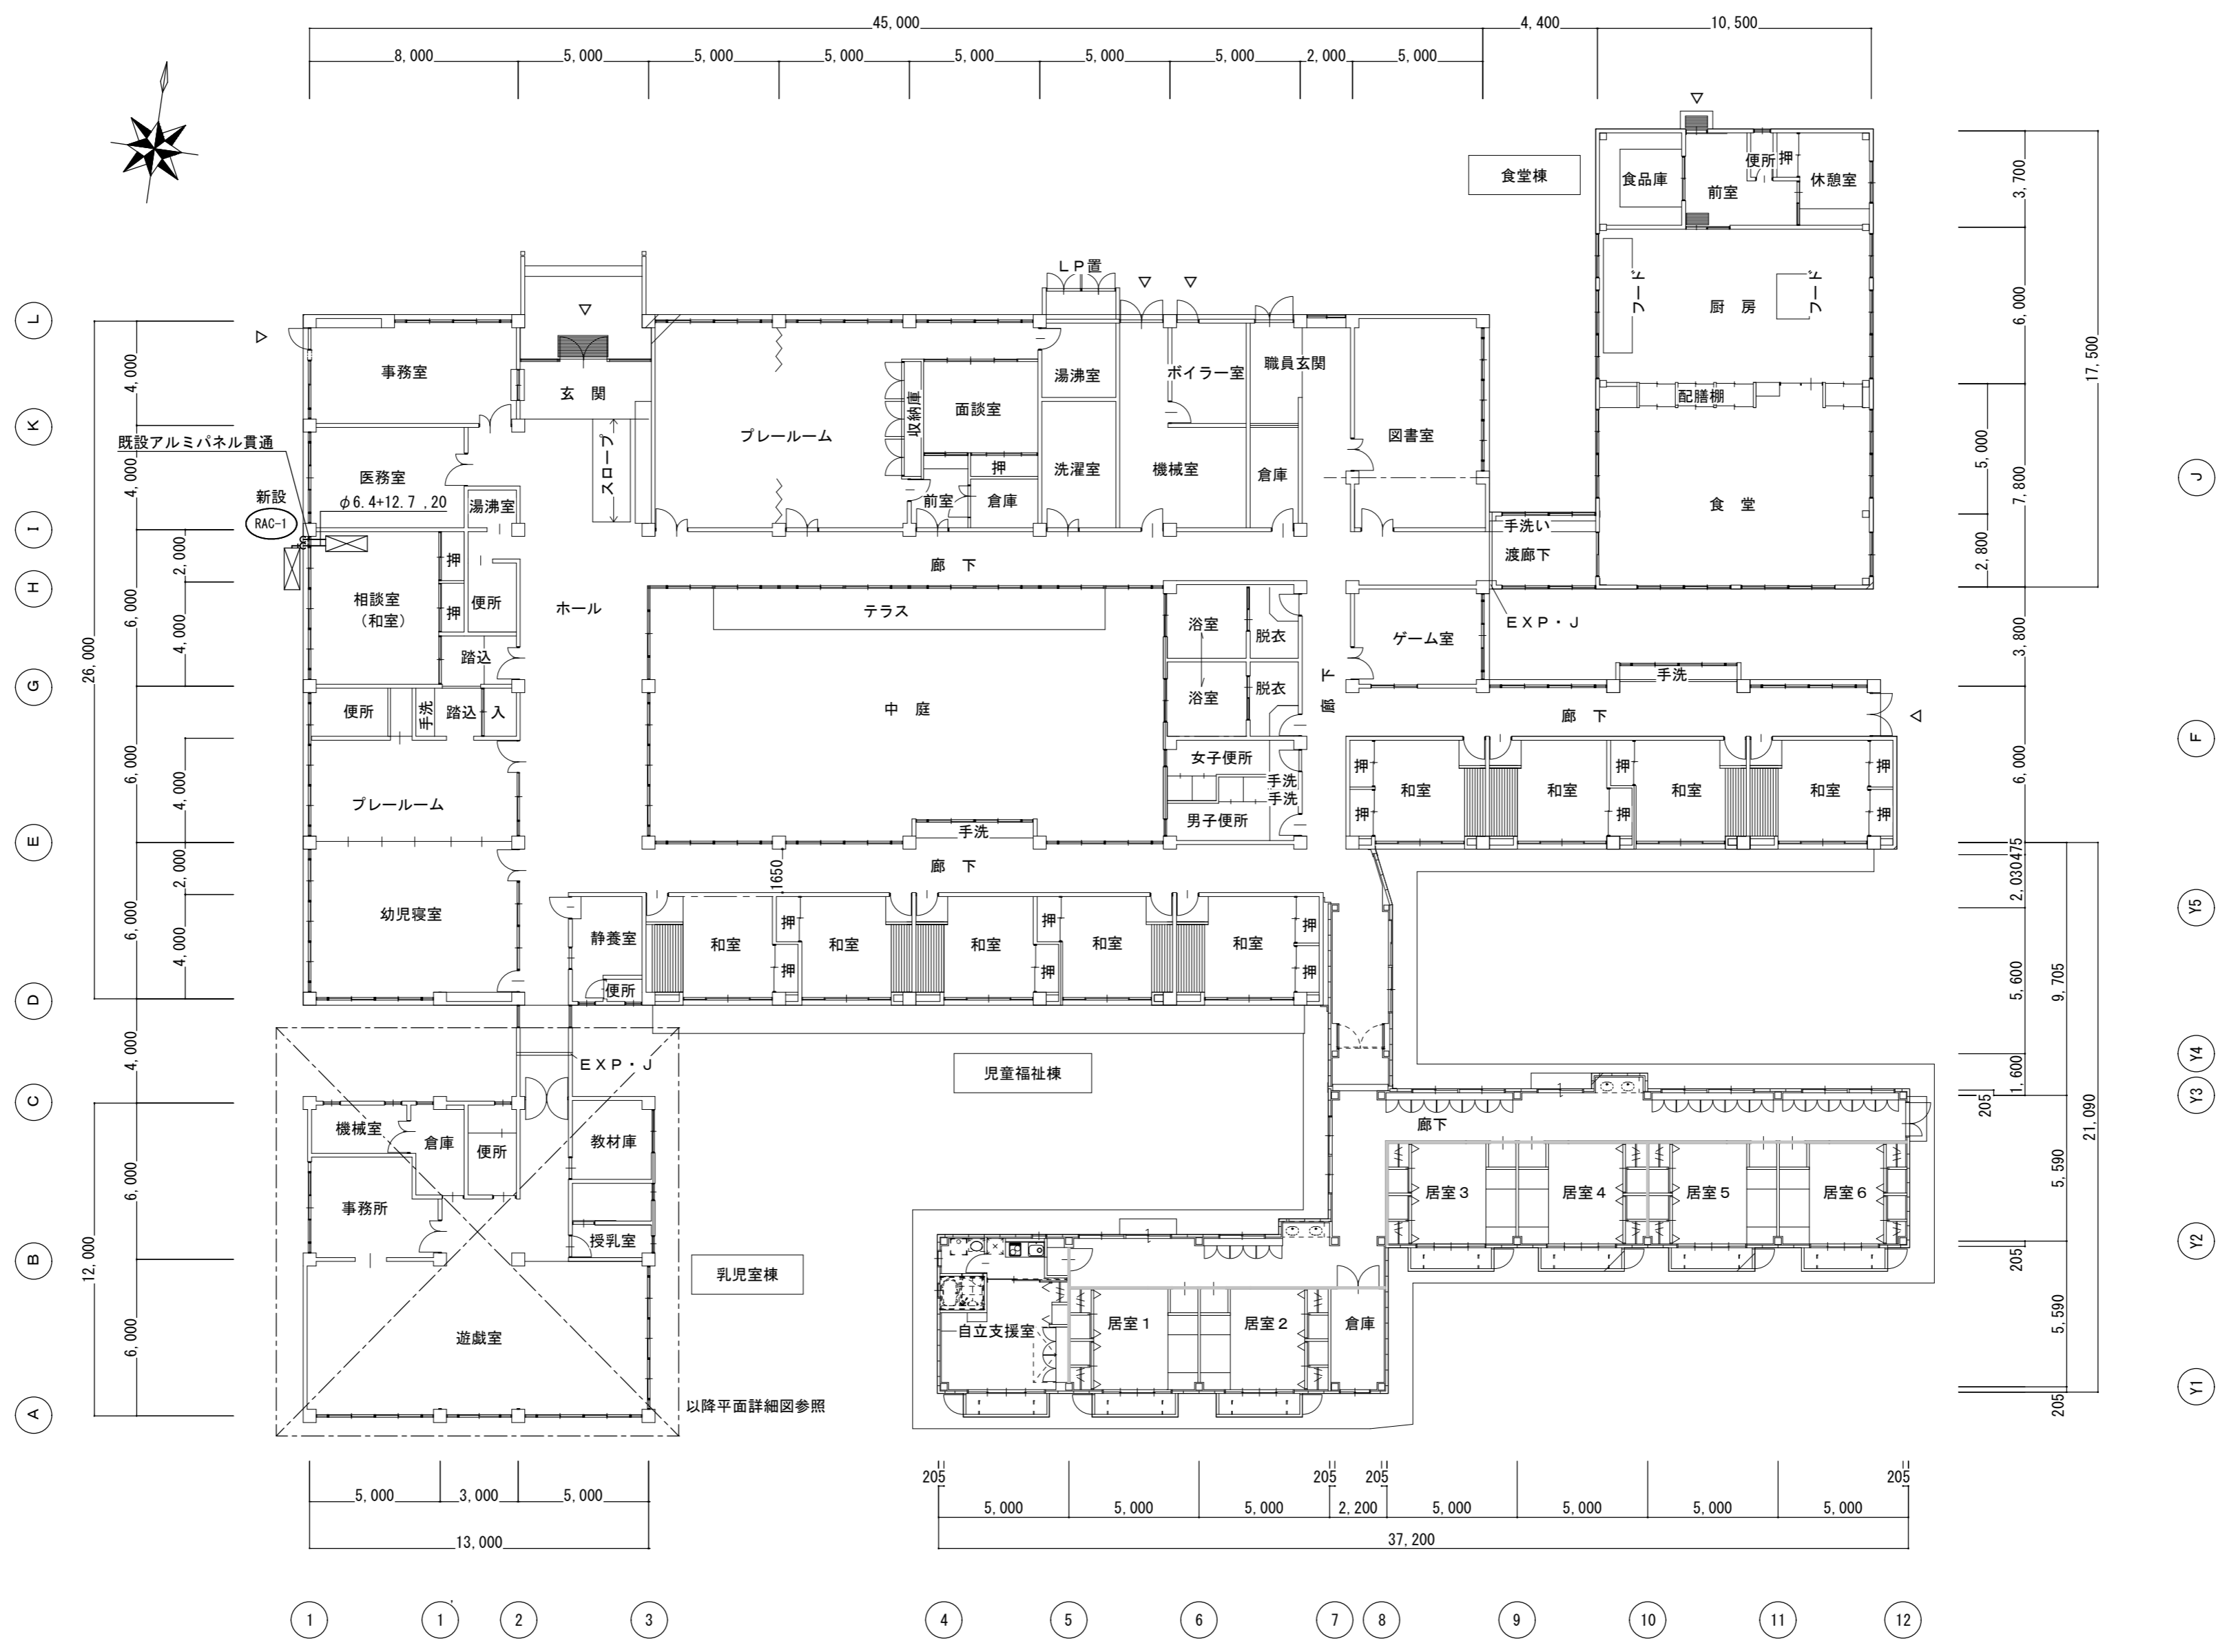 45,000
4,400
10,500
8,000
5,000
5,000
5,000
5,000
5,000
5,000
2,000
5,000
食堂棟
食品庫
便所
押
前室
休憩室
3,700
フード
フード
厨 房
6,000
17,500
配膳棚
食 堂
5,000
7,800
2,800
手洗い
渡廊下
EXP・J
3,800
J
L
K
I
H
G
E
D
C
B
A
4,000
4,000
2,000
6,000
4,000
26,000
6,000
4,000
2,000
6,000
4,000
4,000
6,000
12,000
6,000
事務室
玄 関
既設アルミパネル貫通
医務室
新設
RAC-1
φ6.4+12.7 ,20
湯沸室
スロープ
プレールーム
収納庫
面談室
押
前室
倉庫
LP置
湯沸室
洗濯室
ボイラー室
機械室
職員玄関
倉庫
図書室
廊 下
相談室
(和室)
押
押
便所
踏込
ホール
テラス
中 庭
浴室
浴室
脱衣
脱衣
廊 下
ゲーム室
手洗
廊 下
便所
手洗
踏込
入
女子便所
手洗
手洗
男子便所
プレールーム
手洗
廊 下
1650
押
押
和室
和室
押
押
和室
和室
押
押
F
6,000
475
2,030
Y5
5,600
9,705
Y4
1,600
Y3
205
21,090
5,590
Y2
205
5,590
Y1
205
幼児寝室
静養室
便所
和室
押
押
和室
和室
押
押
和室
和室
押
押
EXP・J
児童福祉棟
機械室
倉庫
便所
教材庫
事務所
授乳室
乳児室棟
遊戯室
以降平面詳細図参照
廊下
居室3
居室4
居室5
居室6
自立支援室
居室1
居室2
倉庫
5,000
3,000
5,000
13,000
205
205
205
205
5,000
5,000
5,000
2,200
5,000
5,000
5,000
5,000
37,200
1
1'
2
3
4
5
6
7
8
9
10
11
12